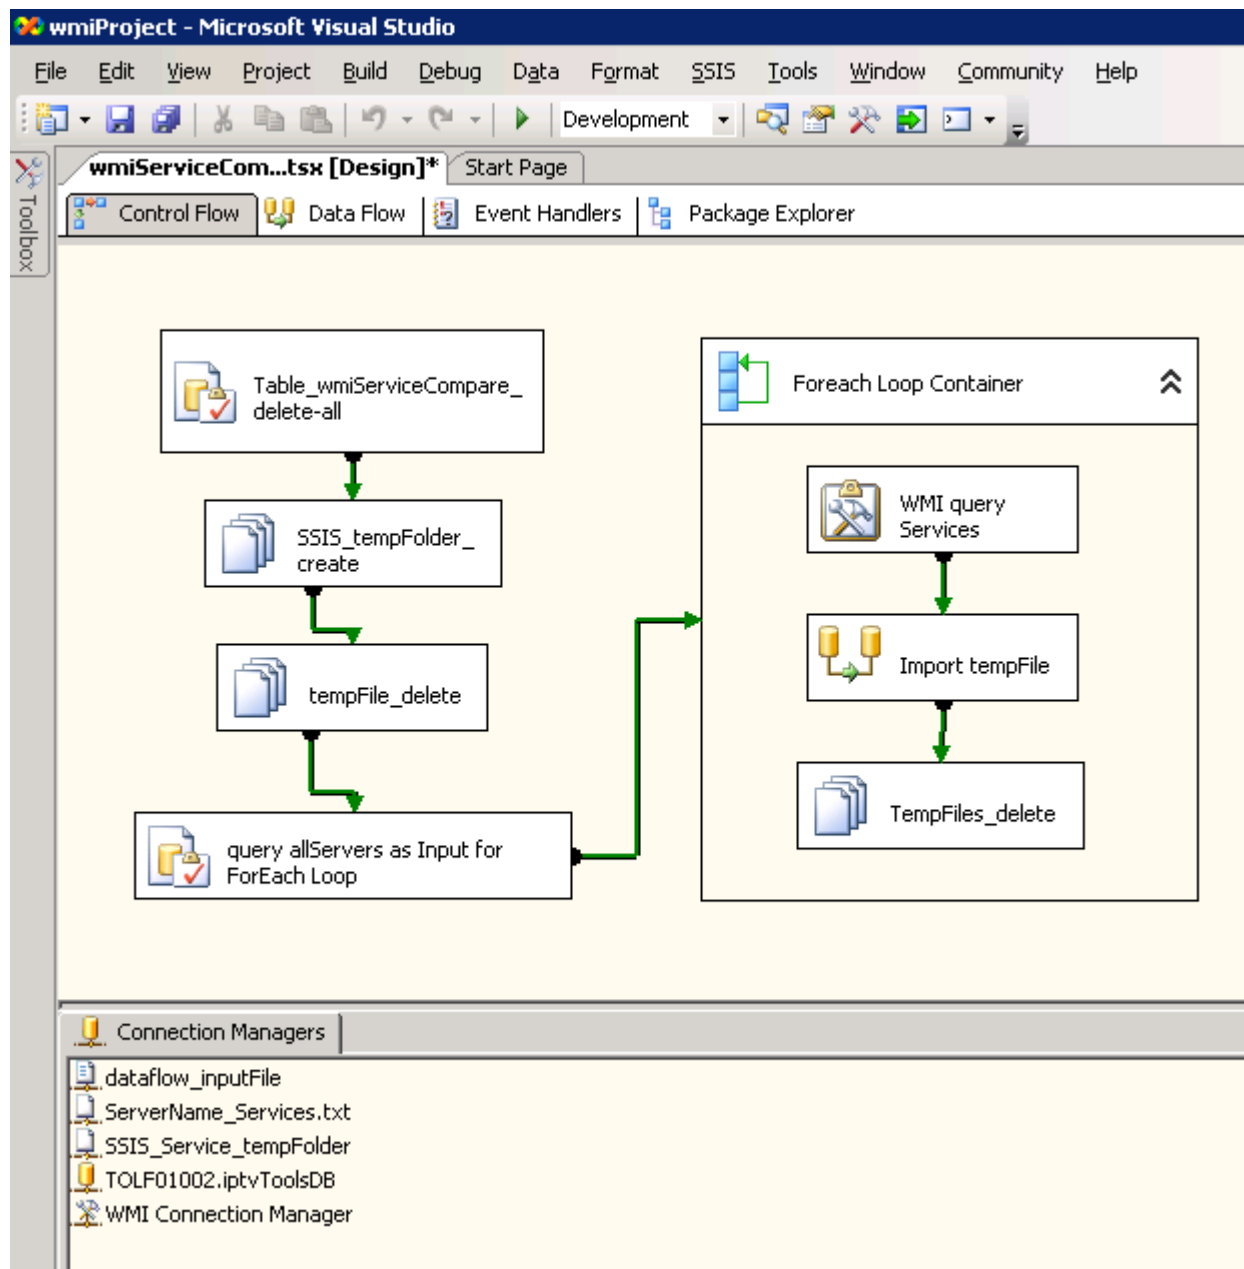 wmiProject - Microsoft Visual Studio
File Edit View Project Build Debug Data Format SSIS Tools Window Community Help
Development
Toolbox
wmiServiceCom...tsx [Design]* Start Page
Control Flow Data Flow Event Handlers Package Explorer
Table_wmiServiceCompare_
delete-all
SSIS_tempFolder_
create
tempFile_delete
query allServers as Input for
ForEach Loop
Foreach Loop Container
WMI query
Services
Import tempFile
TempFiles_delete
Connection Managers
dataflow_inputFile
ServerName_Services.txt
SSIS_Service_tempFolder
TOLF01002.iptvToolsDB
WMI Connection Manager